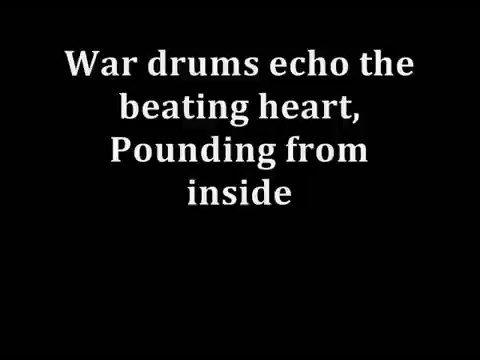 War drums echo the
beating heart,
Pounding from
inside